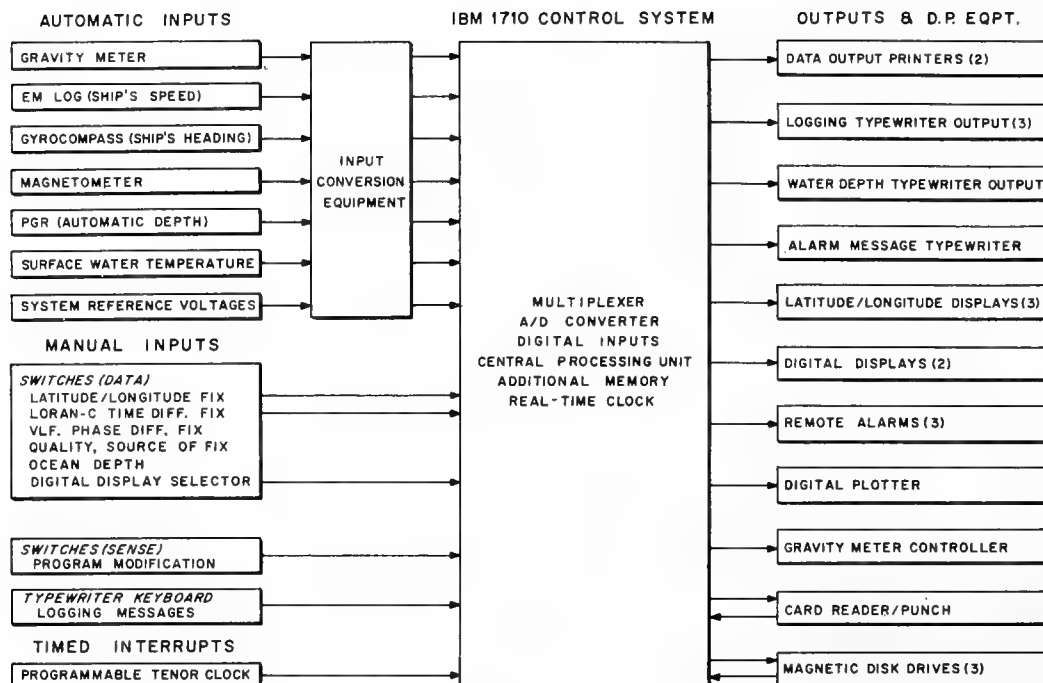 AUTOMATIC INPUTS
GRAVITY METER
EM LOG (SHIP'S SPEED)
GYROCOMPASS (SHIP'S HEADING)
MAGNETOMETER
PGR (AUTOMATIC DEPTH)
SURFACE WATER TEMPERATURE
SYSTEM REFERENCE VOLTAGES
MANUAL INPUTS
SWITCHES (DATA)
LATITUDE/LONGITUDE FIX
LORAN-C TIME DIFF. FIX
VLF. PHASE DIFF. FIX
QUALITY, SOURCE OF FIX
OCEAN DEPTH
DIGITAL DISPLAY SELECTOR
SWITCHES (SENSE)
PROGRAM MODIFICATION
TYPEWRITER KEYBOARD
LOGGING MESSAGES
TIMED INTERRUPTS
PROGRAMMABLE TENOR CLOCK
INPUT
CONVERSION
EQUIPMENT
IBM 1710 CONTROL SYSTEM
MULTIPLEXER
A/D CONVERTER
DIGITAL INPUTS
CENTRAL PROCESSING UNIT
ADDITIONAL MEMORY
REAL-TIME CLOCK
OUTPUTS & D.P. EQPT.
DATA OUTPUT PRINTERS (2)
LOGGING TYPEWRITER OUTPUT (3)
WATER DEPTH TYPEWRITER OUTPUT
ALARM MESSAGE TYPEWRITER
LATITUDE/LONGITUDE DISPLAYS (3)
DIGITAL DISPLAYS (2)
REMOTE ALARMS (3)
DIGITAL PLOTTER
GRAVITY METER CONTROLLER
CARD READER/PUNCH
MAGNETIC DISK DRIVES (3)